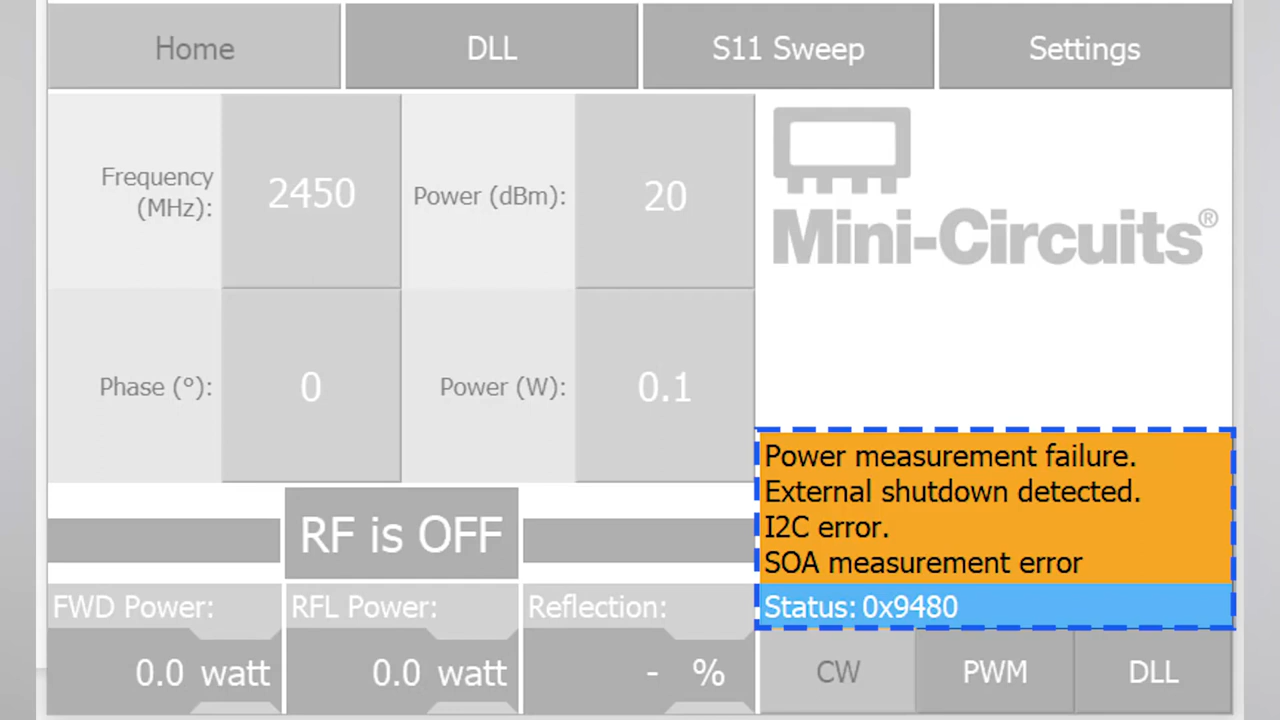 Home
DLL
S11 Sweep
Settings
Frequency
(MHz):
2450
Power (dBm):
20
Mini-Circuits®
Phase (°):
0
Power (W):
0.1
Power measurement failure.
External shutdown detected.
I2C error.
SOA measurement error
Status: 0x9480
RF is OFF
FWD Power:
0.0 watt
RFL Power:
0.0 watt
Reflection:
- %
CW
PWM
DLL